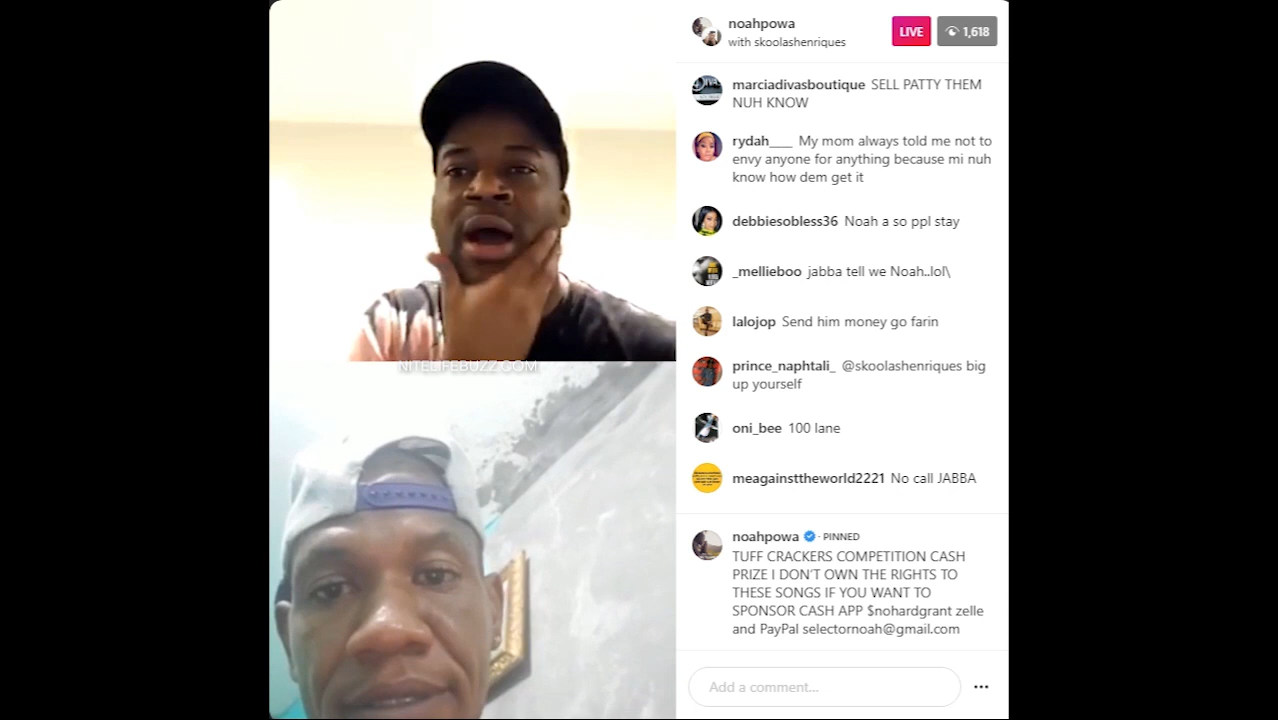 noahpowa
with skoolashenriques
LIVE
1,618
marciadivasboutique SELL PATTY THEM
NUH KNOW
rydah____ My mom always told me not to
envy anyone for anything because mi nuh
know how dem get it
debbiesobless36 Noah a so ppl stay
_mellieboo jabba tell we Noah..lol\
lalojop Send him money go farin
prince_naphtali_ @skoolashenriques big
up yourself
oni_bee 100 lane
meagainsttheworld2221 No call JABBA
noahpowa · PINNED
TUFF CRACKERS COMPETITION CASH
PRIZE I DON'T OWN THE RIGHTS TO
THESE SONGS IF YOU WANT TO
SPONSOR CASH APP $nohardgrant zelle
and PayPal selectornoah@gmail.com
Add a comment...
NITELIFEBUZZ.COM